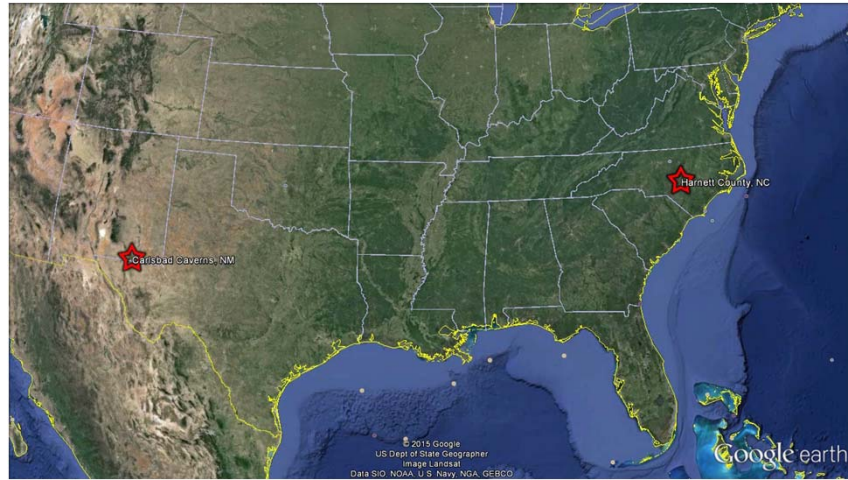 Harnett County, NC
Carlsbad Caverns, NM
© 2015 Google
US Dept of State Geographer
Image Landsat
Data SIO, NOAA, U.S. Navy, NGA, GEBCO
Google earth